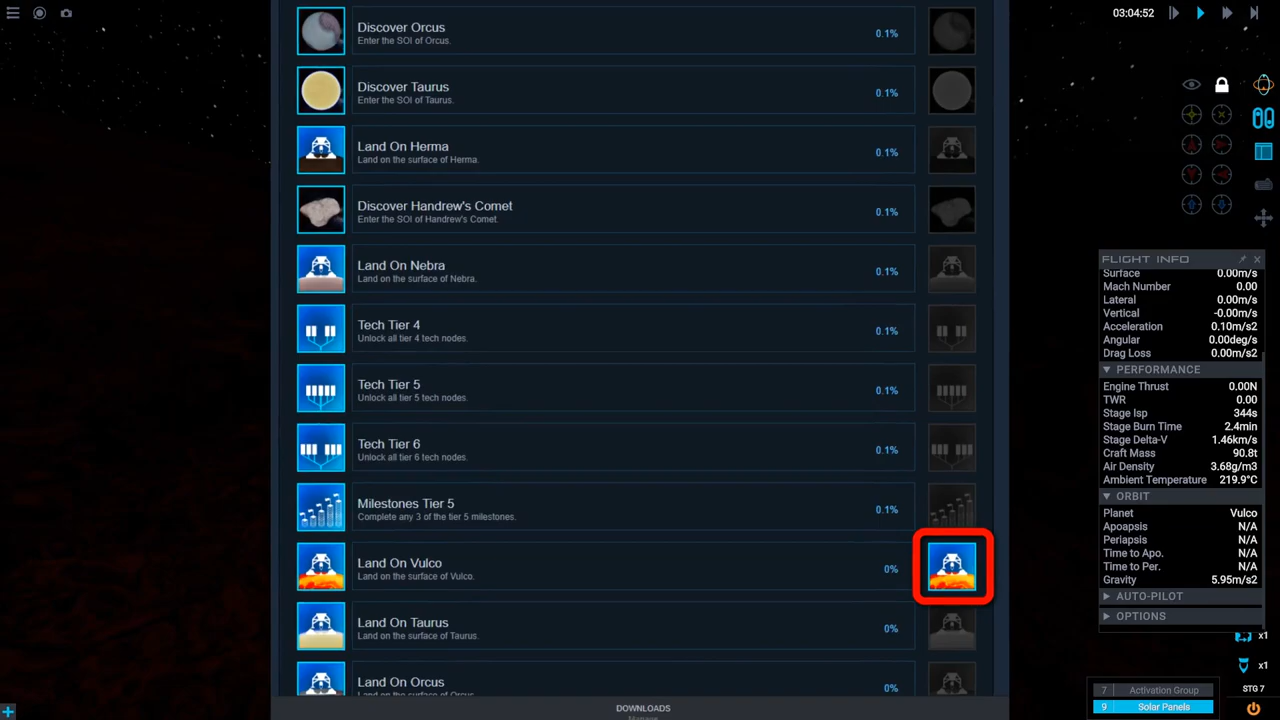 03:04:52
Discover Orcus
Enter the SOI of Orcus.
0.1%
Discover Taurus
Enter the SOI of Taurus.
0.1%
Land On Herma
Land on the surface of Herma.
0.1%
Discover Handrew's Comet
Enter the SOI of Handrew's Comet.
0.1%
Land On Nebra
Land on the surface of Nebra.
0.1%
Tech Tier 4
Unlock all tier 4 tech nodes.
0.1%
Tech Tier 5
Unlock all tier 5 tech nodes.
0.1%
Tech Tier 6
Unlock all tier 6 tech nodes.
0.1%
Milestones Tier 5
Complete any 3 of the tier 5 milestones.
0.1%
Land On Vulco
Land on the surface of Vulco.
0%
Land On Taurus
Land on the surface of Taurus.
0%
Land On Orcus
Land on the surface of Orcus
0%
DOWNLOADS
Manage
FLIGHT INFO
Surface 0.00m/s
Mach Number 0.00
Lateral 0.00m/s
Vertical -0.00m/s
Acceleration 0.10m/s2
Angular 0.00deg/s
Drag Loss 0.00m/s2
PERFORMANCE
Engine Thrust 0.00N
TWR 0.00
Stage Isp 344s
Stage Burn Time 2.4min
Stage Delta-V 1.46km/s
Craft Mass 90.8t
Air Density 3.68g/m3
Ambient Temperature 219.9°C
ORBIT
Planet Vulco
Apoapsis N/A
Periapsis N/A
Time to Apo. N/A
Time to Per. N/A
Gravity 5.95m/s2
AUTO-PILOT
OPTIONS
x1
x1
STG 7
7 Activation Group
9 Solar Panels